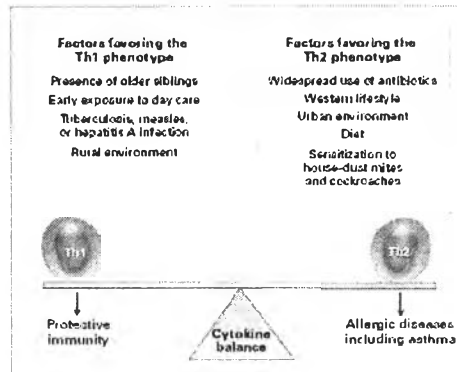 Factors favoring the
Th1 phenotype
Presence of older siblings
Early exposure to day care
Tuberculosis, measles,
or hepatitis A infection
Rural environment
Factors favoring the
Th2 phenotype
Widespread use of antibiotics
Western lifestyle
Urban environment
Diet
Sensitization to
house-dust mites
and cockroaches
Th1
Th2
Protective
immunity
Cytokine
balance
Allergic diseases
including asthma